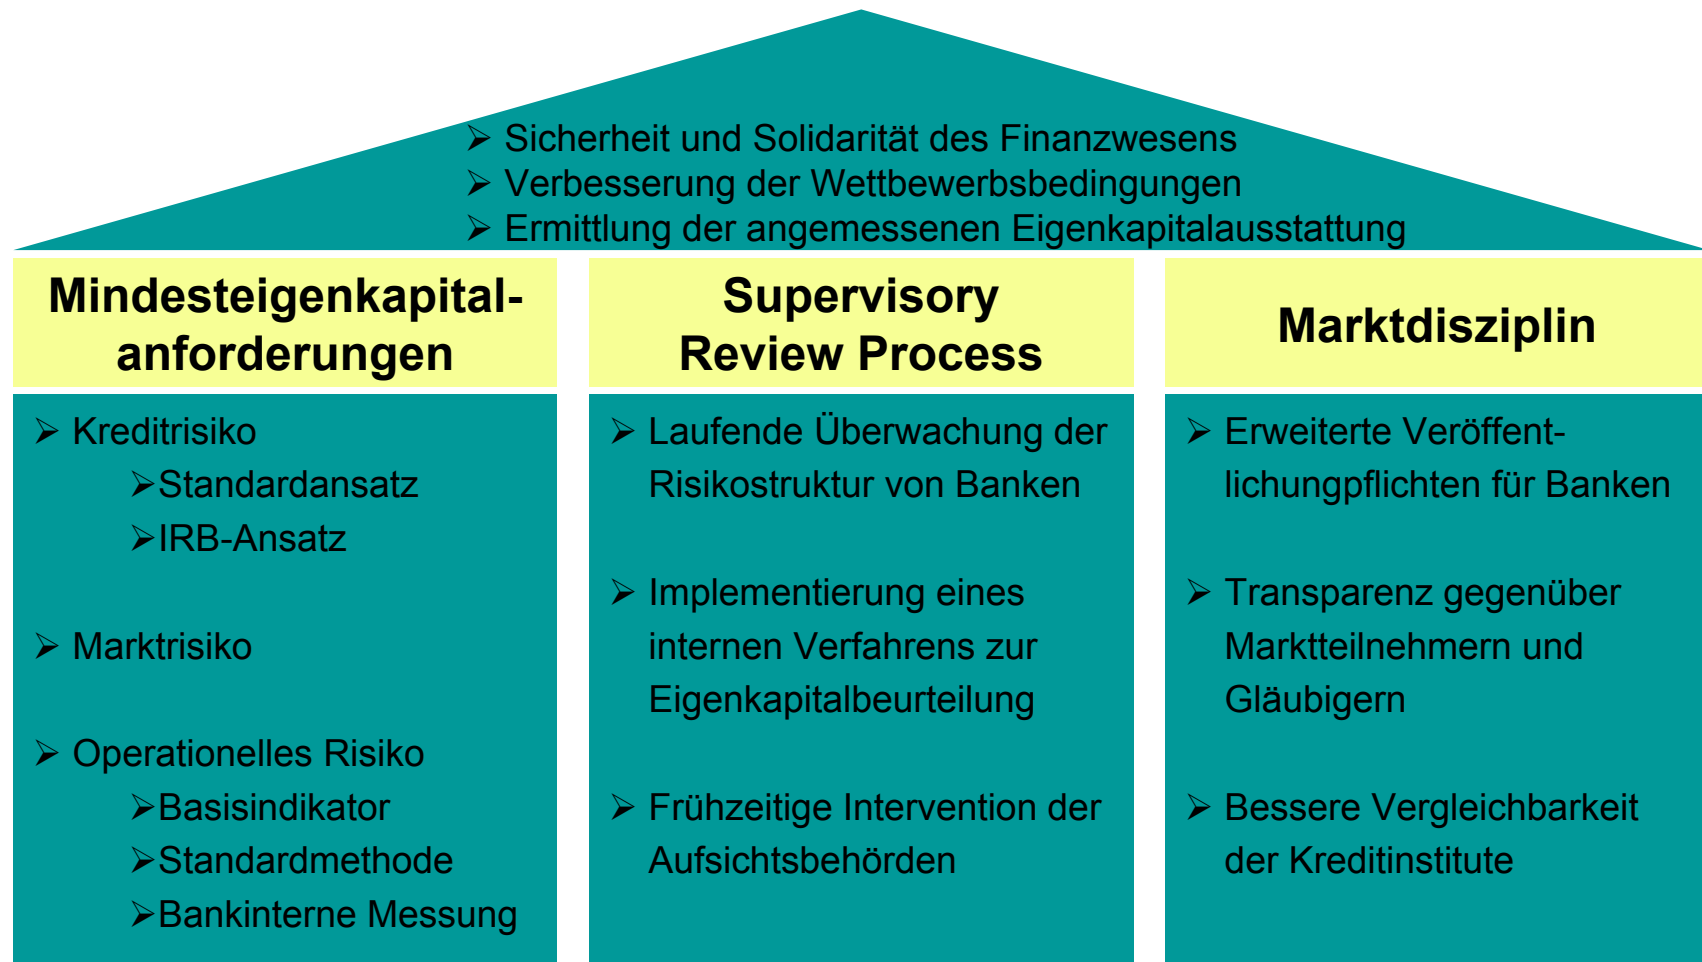 ➢ Sicherheit und Solidarität des Finanzwesens
➢ Verbesserung der Wettbewerbsbedingungen
➢ Ermittlung der angemessenen Eigenkapitalausstattung
Mindesteigenkapital-
anforderungen
➢ Kreditrisiko
➢Standardansatz
➢IRB-Ansatz
➢ Marktrisiko
➢ Operationelles Risiko
➢Basisindikator
➢Standardmethode
➢Bankinterne Messung
Supervisory
Review Process
➢ Laufende Überwachung der
Risikostruktur von Banken
➢ Implementierung eines
internen Verfahrens zur
Eigenkapitalbeurteilung
➢ Frühzeitige Intervention der
Aufsichtsbehörden
Marktdisziplin
➢ Erweiterte Veröffent-
lichungpflichten für Banken
➢ Transparenz gegenüber
Marktteilnehmern und
Gläubigern
➢ Bessere Vergleichbarkeit
der Kreditinstitute